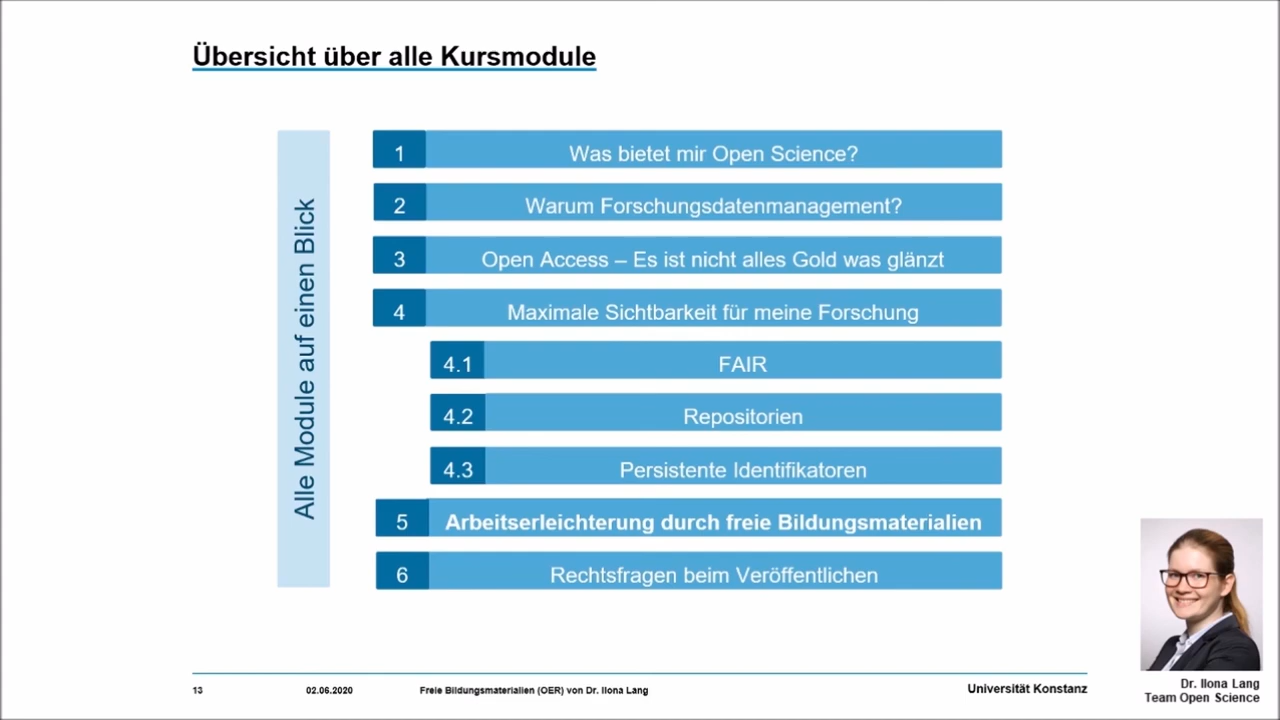 Übersicht über alle Kursmodule
Alle Module auf einen Blick
1 Was bietet mir Open Science?
2 Warum Forschungsdatenmanagement?
3 Open Access – Es ist nicht alles Gold was glänzt
4 Maximale Sichtbarkeit für meine Forschung
4.1 FAIR
4.2 Repositorien
4.3 Persistente Identifikatoren
5 Arbeitserleichterung durch freie Bildungsmaterialien
6 Rechtsfragen beim Veröffentlichen
13 02.06.2020 Freie Bildungsmaterialien (OER) von Dr. Ilona Lang Universität Konstanz
Dr. Ilona Lang
Team Open Science